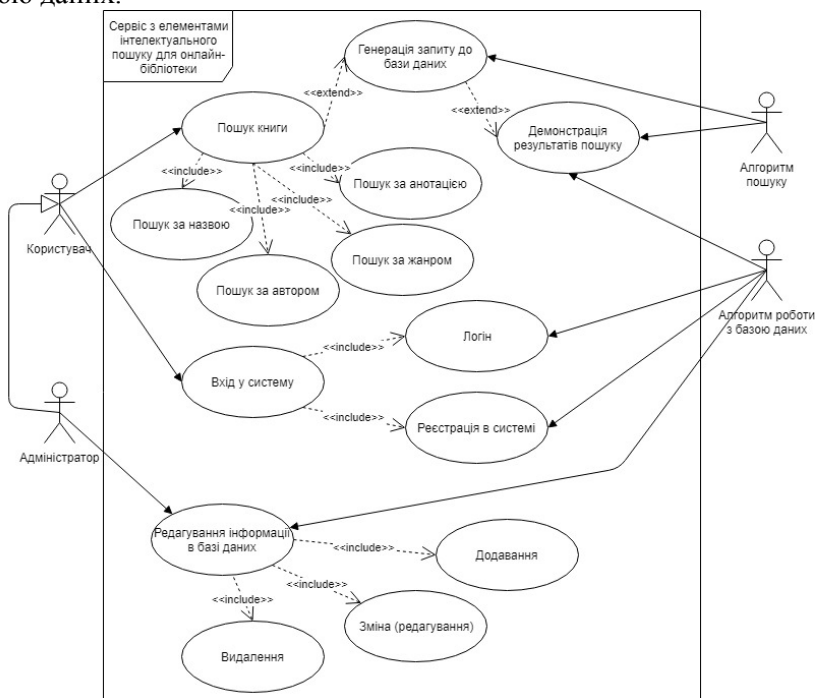 ою даних.
Сервіс з елементами
інтелектуального
пошуку для онлайн-
бібліотеки
Генерація запиту до
бази даних
<<extend>>
<<extend>>
Пошук книги
Демонстрація
результатів пошуку
Алгоритм
пошуку
<<include>>
<<include>>
Пошук за анотацією
<<include>>
<<include>>
Пошук за назвою
Користувач
Пошук за жанром
Пошук за автором
Алгоритм роботи
з базою даних
Логін
<<include>>
Вхід у систему
<<include>>
Реєстрація в системі
Адміністратор
Редагування інформації
в базі даних
<<include>>
Додавання
<<include>>
<<include>>
Зміна (редагування)
Видалення